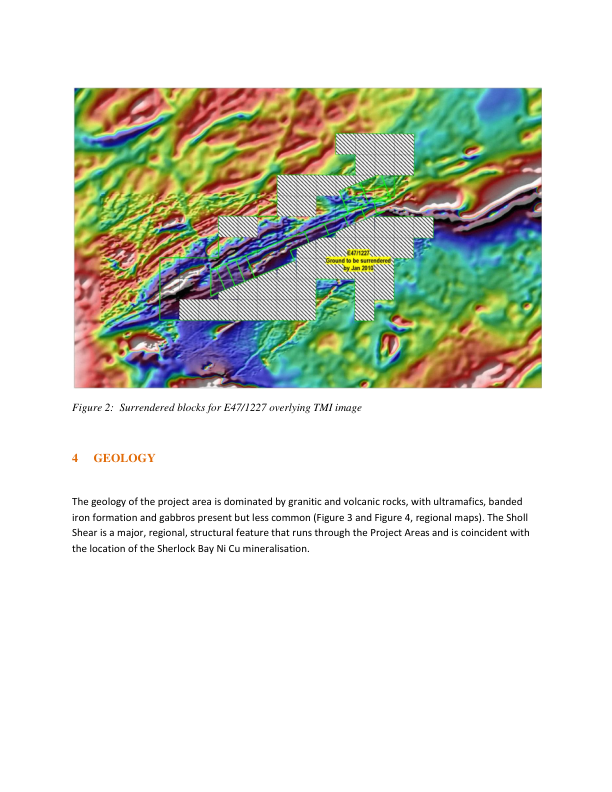 E47/1227
Ground to be surrendered
by Jan 2010
Figure 2: Surrendered blocks for E47/1227 overlying TMI image
4 GEOLOGY
The geology of the project area is dominated by granitic and volcanic rocks, with ultramafics, banded
iron formation and gabbros present but less common (Figure 3 and Figure 4, regional maps). The Sholl
Shear is a major, regional, structural feature that runs through the Project Areas and is coincident with
the location of the Sherlock Bay Ni Cu mineralisation.